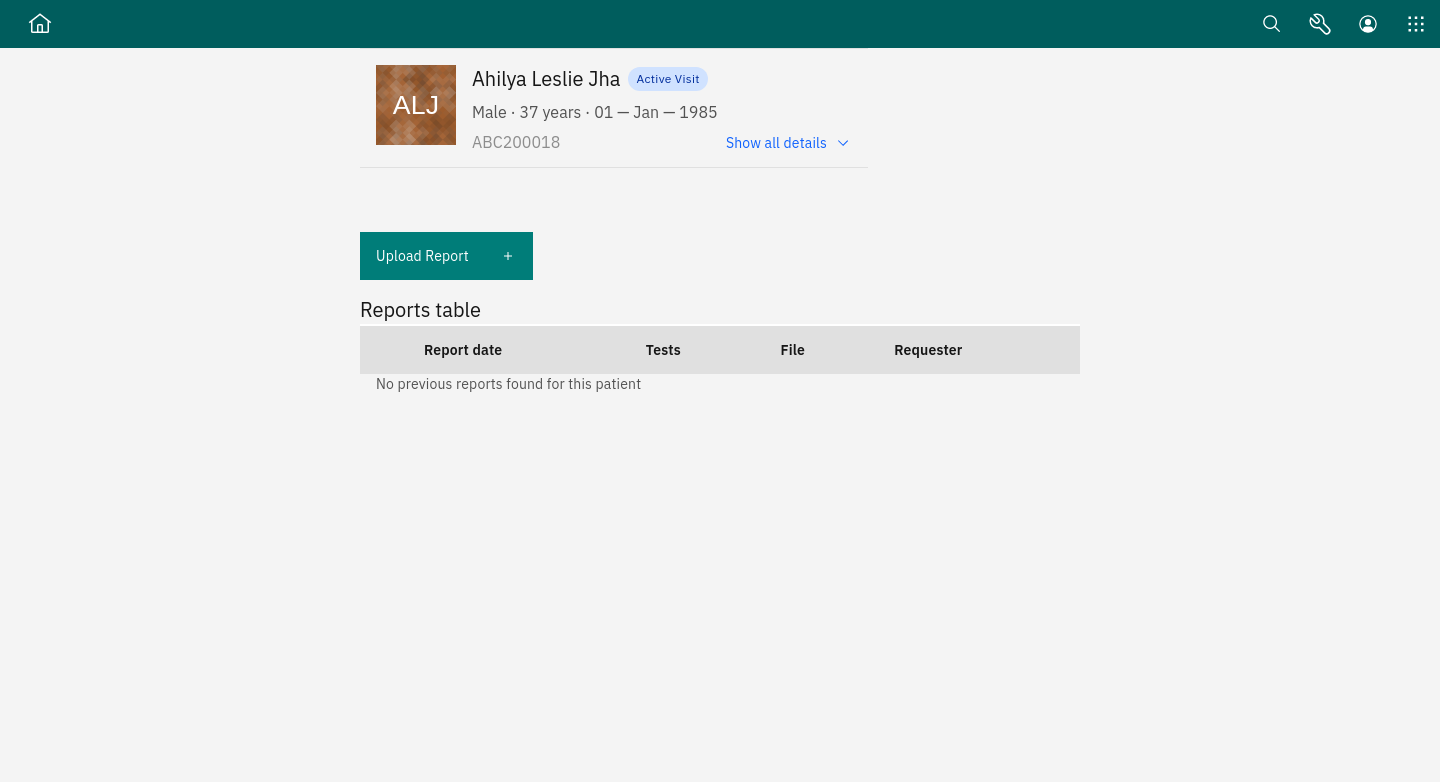 ALJ
Ahilya Leslie Jha Active Visit
Male · 37 years · 01 — Jan — 1985
ABC200018 Show all details
Upload Report +
Reports table
Report date Tests File Requester
No previous reports found for this patient